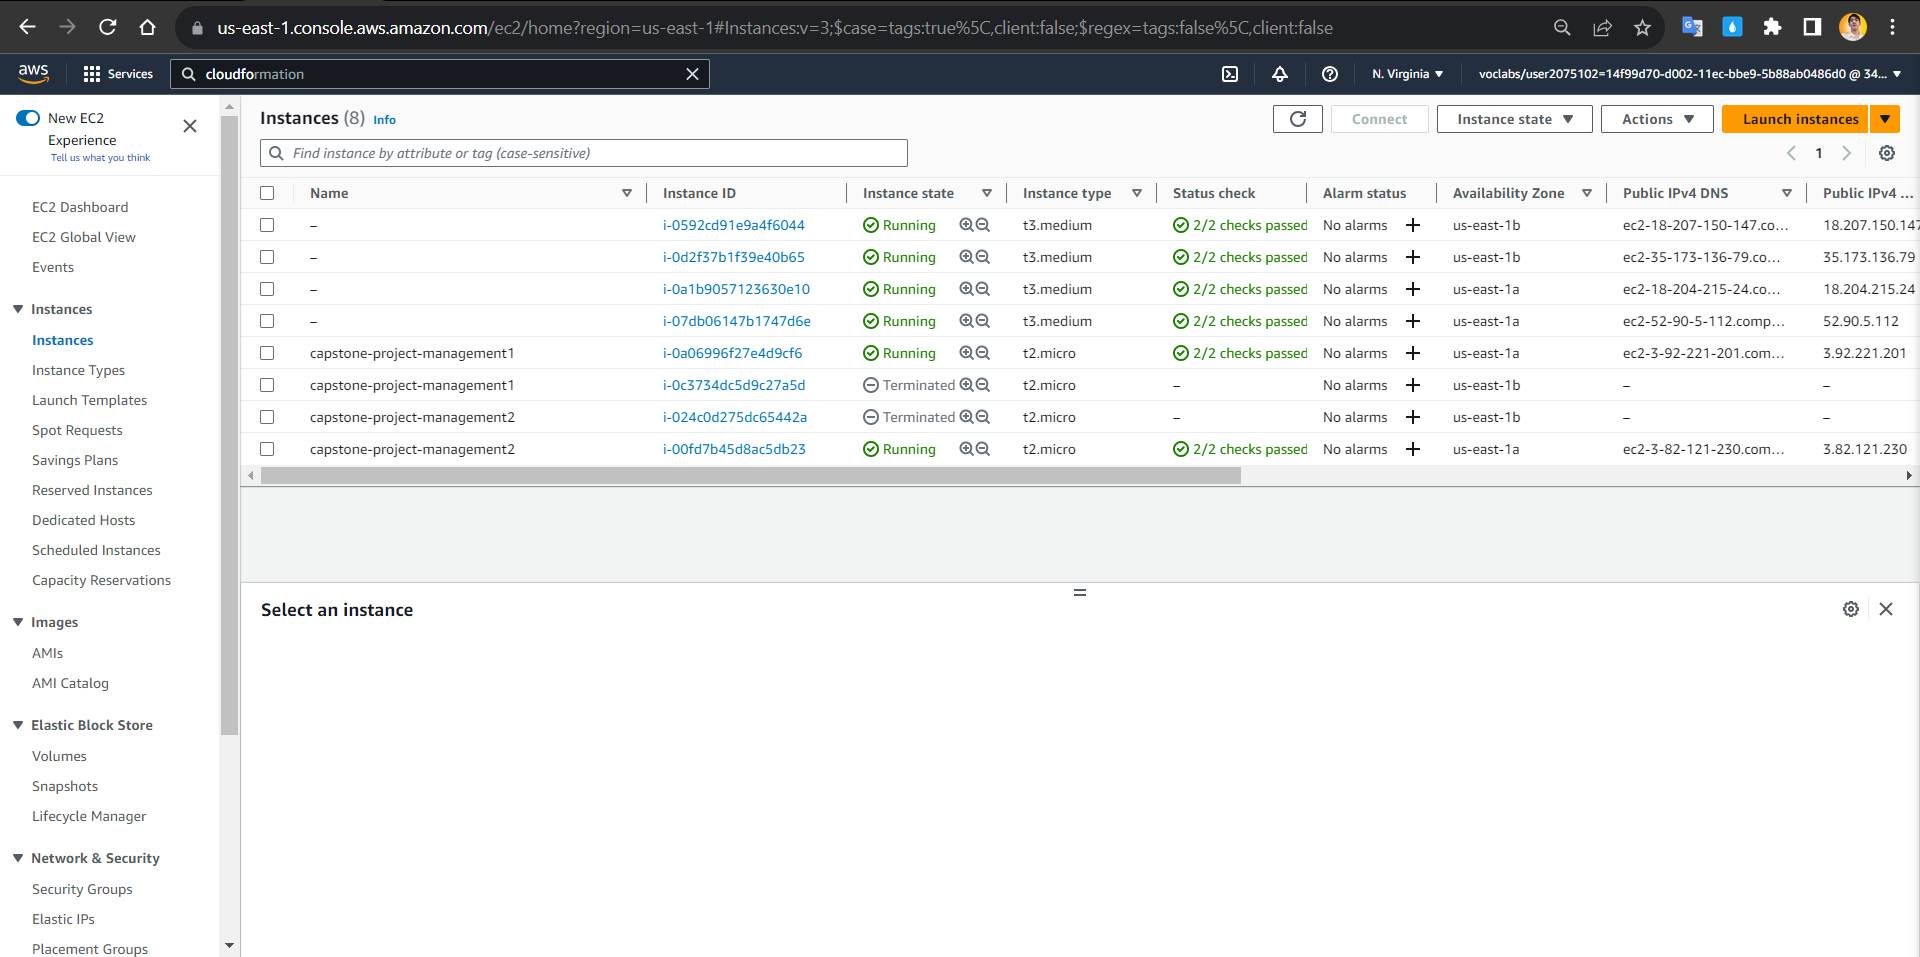 us-east-1.console.aws.amazon.com/ec2/home?region=us-east-1#Instances:v=3;$case=tags:true%5C,client:false;$regex=tags:false%5C,client:false
aws Services cloudformation N. Virginia voclabs/user2075102=14f99d70-d002-11ec-bbe9-5b88ab0486d0 @ 34...
New EC2
Experience
Tell us what you think
EC2 Dashboard
EC2 Global View
Events
Instances
Instances
Instance Types
Launch Templates
Spot Requests
Savings Plans
Reserved Instances
Dedicated Hosts
Scheduled Instances
Capacity Reservations
Images
AMIs
AMI Catalog
Elastic Block Store
Volumes
Snapshots
Lifecycle Manager
Network & Security
Security Groups
Elastic IPs
Placement Groups
Instances (8) Info Connect Instance state Actions Launch instances
Find instance by attribute or tag (case-sensitive) 1
Name Instance ID Instance state Instance type Status check Alarm status Availability Zone Public IPv4 DNS Public IPv4 ...
– i-0592cd91e9a4f6044 Running t3.medium 2/2 checks passed No alarms us-east-1b ec2-18-207-150-147.co... 18.207.150.147
– i-0d2f37b1f39e40b65 Running t3.medium 2/2 checks passed No alarms us-east-1b ec2-35-173-136-79.co... 35.173.136.79
– i-0a1b9057123630e10 Running t3.medium 2/2 checks passed No alarms us-east-1a ec2-18-204-215-24.co... 18.204.215.24
– i-07db06147b1747d6e Running t3.medium 2/2 checks passed No alarms us-east-1a ec2-52-90-5-112.comp... 52.90.5.112
capstone-project-management1 i-0a06996f27e4d9cf6 Running t2.micro 2/2 checks passed No alarms us-east-1a ec2-3-92-221-201.com... 3.92.221.201
capstone-project-management1 i-0c3734dc5d9c27a5d Terminated t2.micro – No alarms us-east-1b – –
capstone-project-management2 i-024c0d275dc65442a Terminated t2.micro – No alarms us-east-1b – –
capstone-project-management2 i-00fd7b45d8ac5db23 Running t2.micro 2/2 checks passed No alarms us-east-1a ec2-3-82-121-230.com... 3.82.121.230
Select an instance